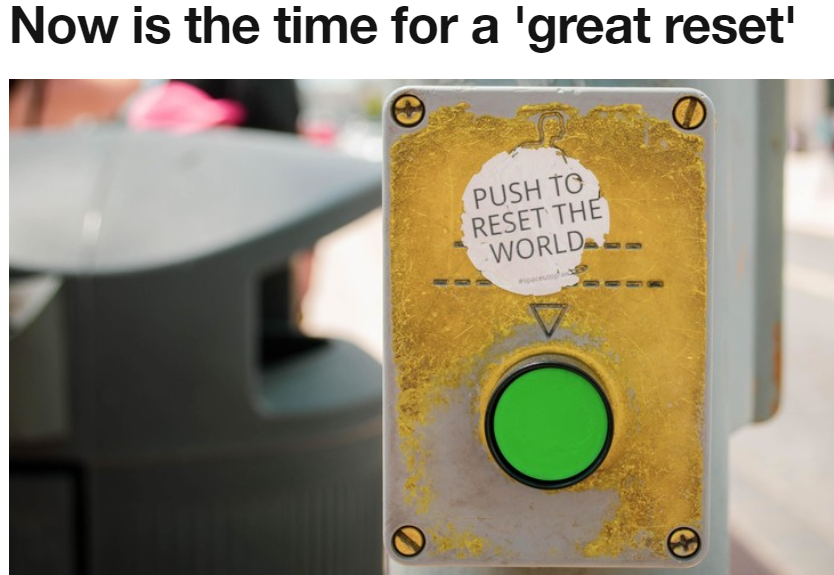 Now is the time for a 'great reset'
PUSH TO
RESET THE
WORLD